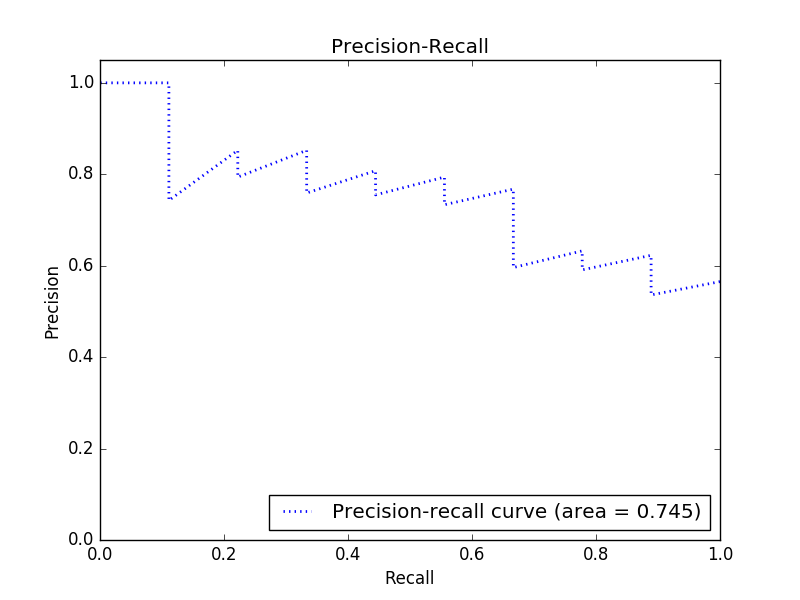 Precision-Recall
1.0
0.8
0.6
0.4
0.2
0.0
Precision
Precision-recall curve (area = 0.745)
0.0 0.2 0.4 0.6 0.8 1.0
Recall